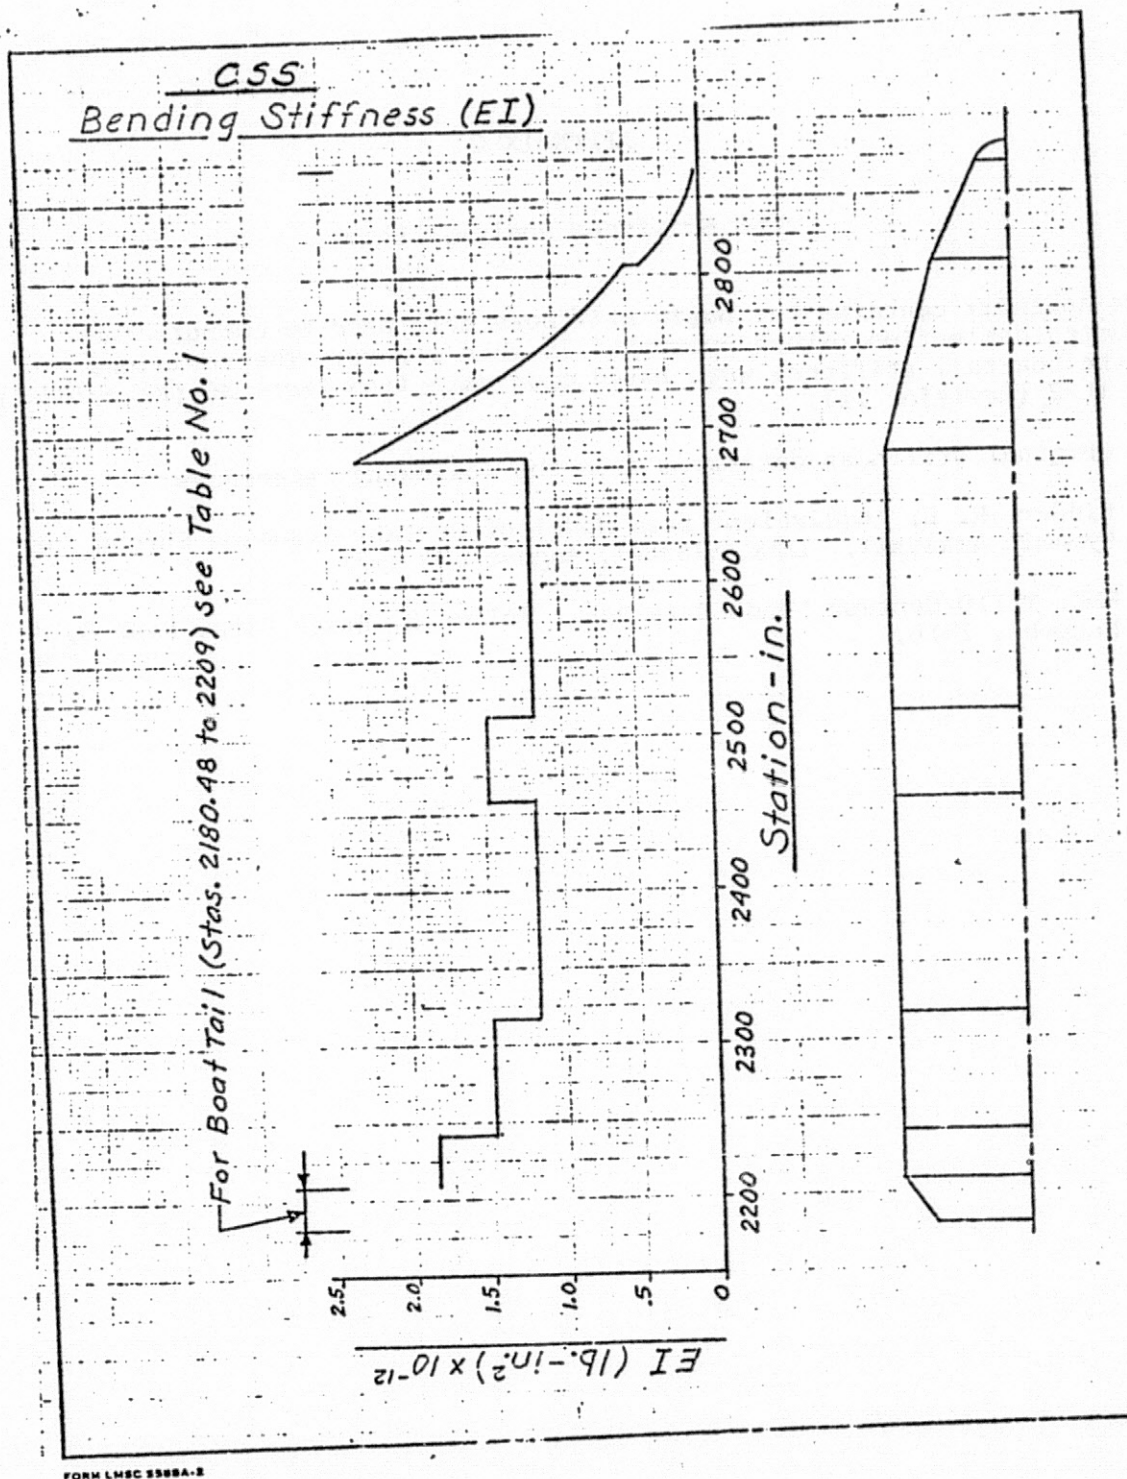 CSS
Bending Stiffness (EI)
For Boat Tail (Stas. 2180.48 to 2209) see Table No. 1
2800
2700
2600
2500
2400
2300
2200
Station - in.
2.5
2.0
1.5
1.0
.5
0
EI (lb.-in.²) x 10⁻¹²
FORM LMSC 5588A-2